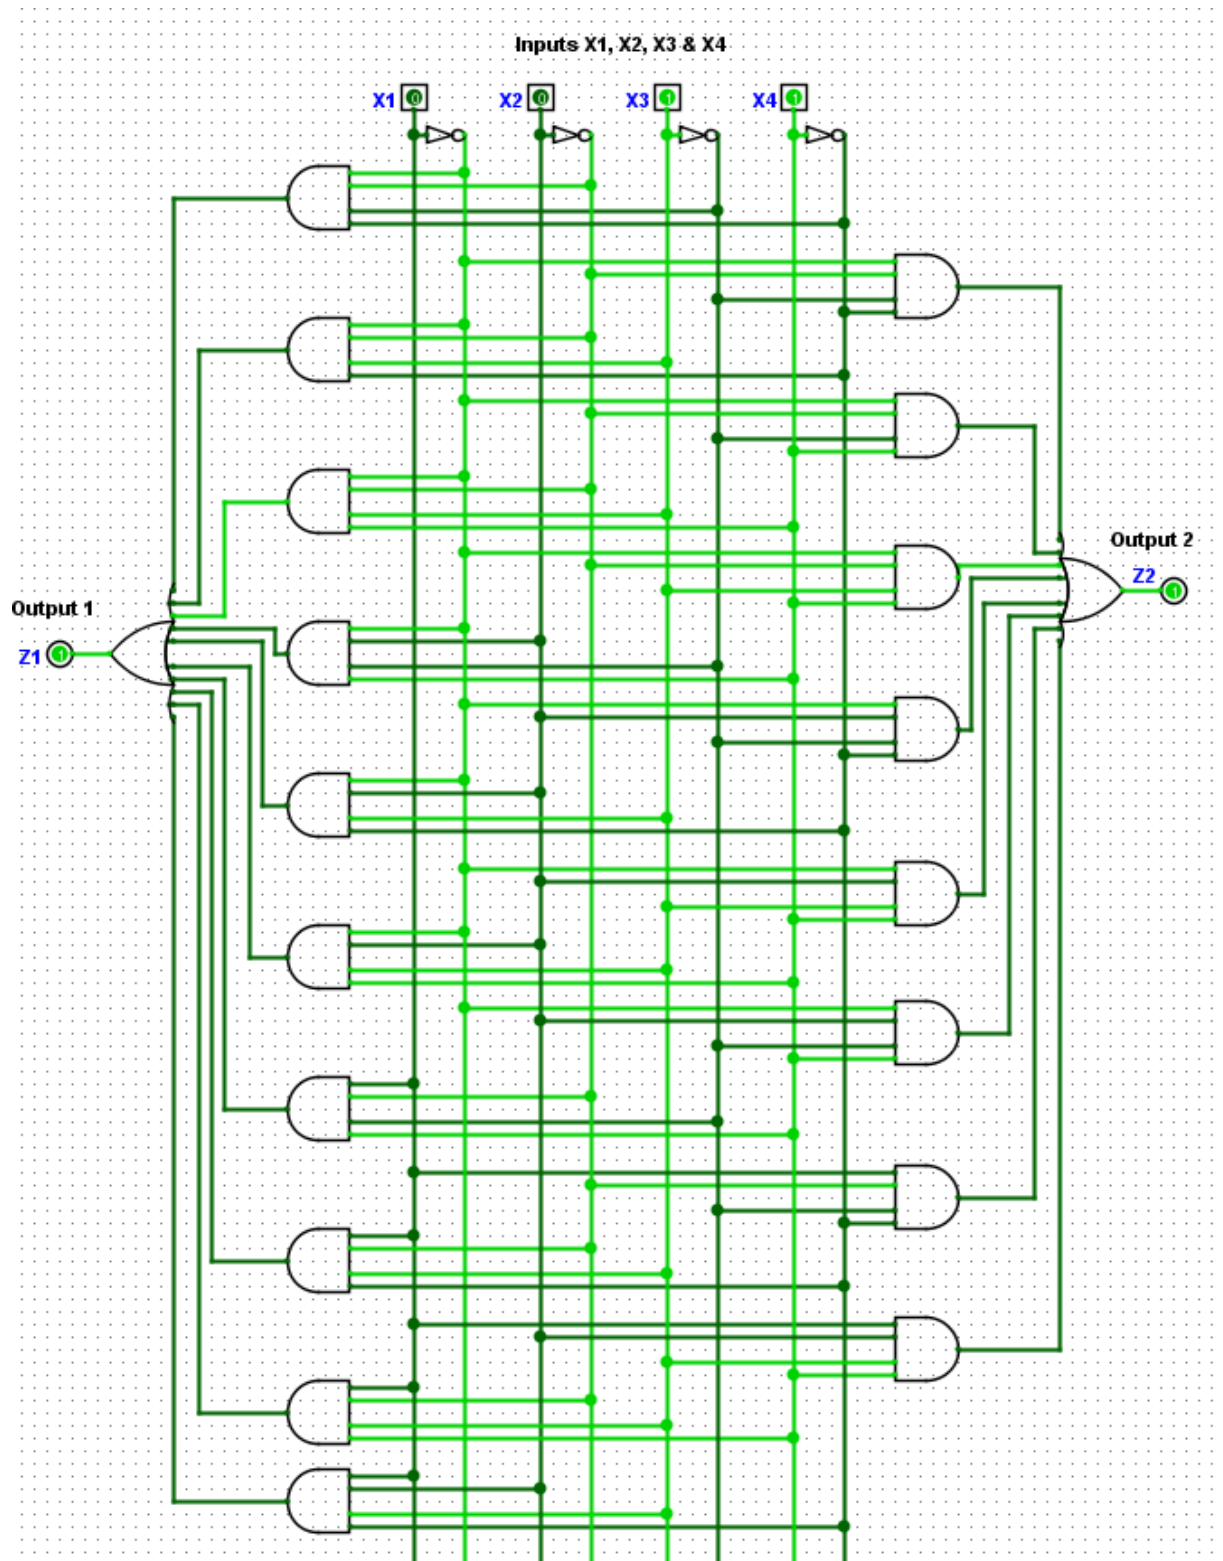 Inputs X1, X2, X3 & X4
X1 0 X2 0 X3 1 X4 1
Output 2
Z2 1
Output 1
Z1 1